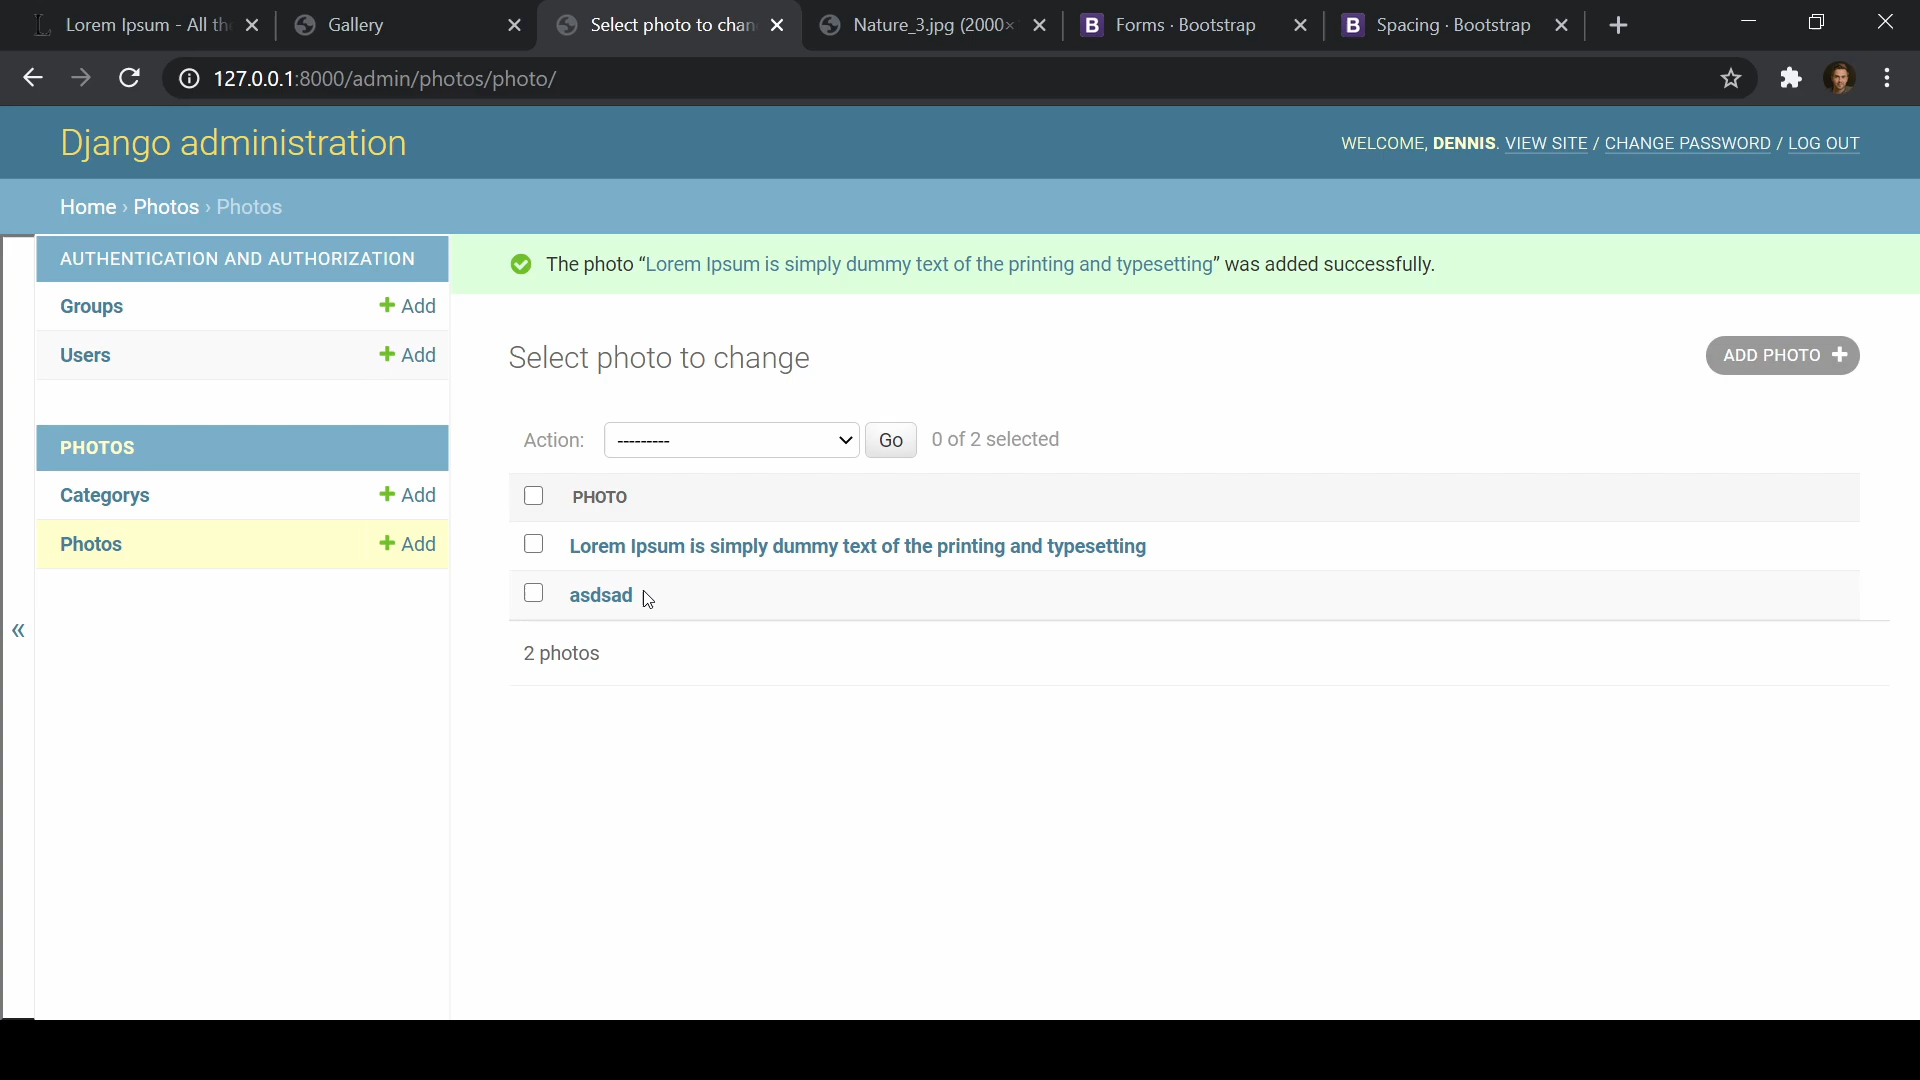 Lorem Ipsum - All th
Gallery
Select photo to chan
Nature_3.jpg (2000×
B Forms · Bootstrap
B Spacing · Bootstrap
127.0.0.1:8000/admin/photos/photo/
Django administration
WELCOME, DENNIS. VIEW SITE / CHANGE PASSWORD / LOG OUT
Home › Photos › Photos
AUTHENTICATION AND AUTHORIZATION
Groups + Add
Users + Add
PHOTOS
Categorys + Add
Photos + Add
«
The photo “Lorem Ipsum is simply dummy text of the printing and typesetting” was added successfully.
Select photo to change
ADD PHOTO +
Action: --------- Go 0 of 2 selected
PHOTO
Lorem Ipsum is simply dummy text of the printing and typesetting
asdsad
2 photos